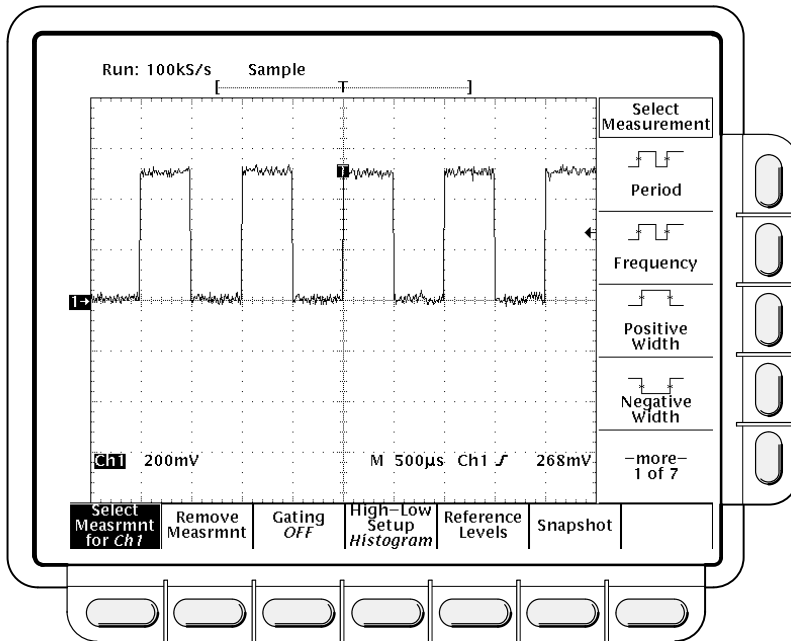 Run: 100kS/s Sample
[ T ]
Select
Measurement
Period
Frequency
Positive
Width
Negative
Width
–more–
1 of 7
T
1→
Ch1 200mV M 500µs Ch1 268mV
Select
Measrmnt
for Ch1
Remove
Measrmnt
Gating
OFF
High–Low
Setup
Histogram
Reference
Levels
Snapshot